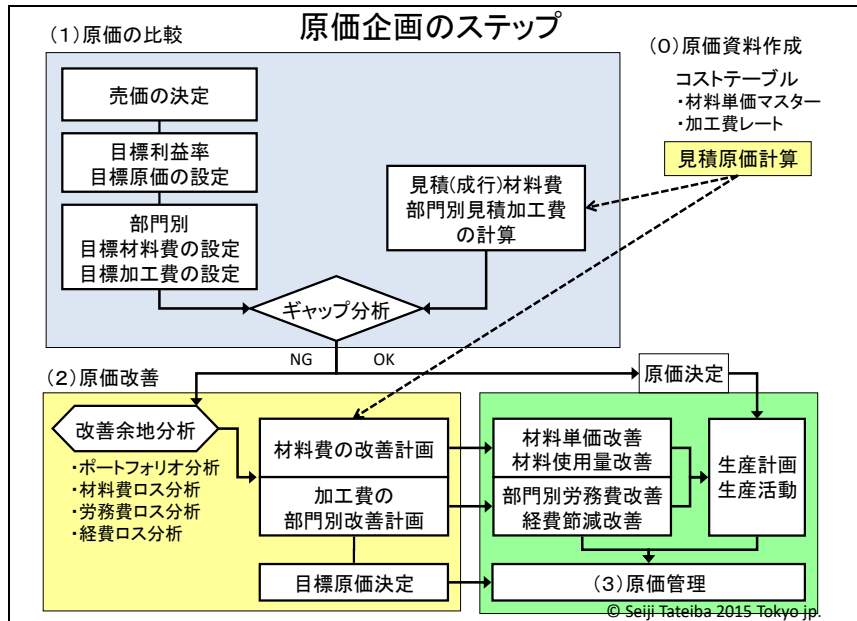 原価企画のステップ
(1)原価の比較
(0)原価資料作成
コストテーブル
・材料単価マスター
・加工費レート
見積原価計算
売価の決定
目標利益率
目標原価の設定
部門別
目標材料費の設定
目標加工費の設定
見積(成行)材料費
部門別見積加工費
の計算
ギャップ分析
NG
OK
原価決定
(2)原価改善
改善余地分析
・ポートフォリオ分析
・材料費ロス分析
・労務費ロス分析
・経費ロス分析
材料費の改善計画
加工費の
部門別改善計画
目標原価決定
材料単価改善
材料使用量改善
部門別労務費改善
経費節減改善
生産計画
生産活動
(3)原価管理
© Seiji Tateiba 2015 Tokyo jp.